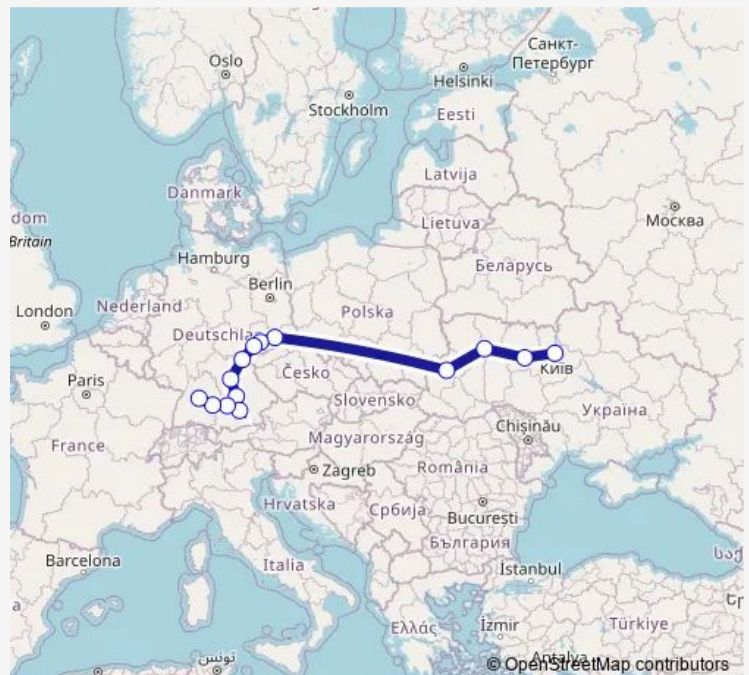 Санкт-
Петербург
Oslo
Helsinki
Stockholm
Eesti
Latvija
Danmark
Lietuva
Москва
dom
Britain
Беларусь
Hamburg
Nederland
Berlin
London
Polska
Deutschlan
Paris
Česko
Київ
Slovensko
Україна
Chișinău
France
Magyarország
România
Zagreb
Hrvatska
Србија
București
България
Barcelona
Italia
İstanbul
a
Ελλάς
İzmir
Türkiye
تونس
Antalya
© OpenStreetMap contributors